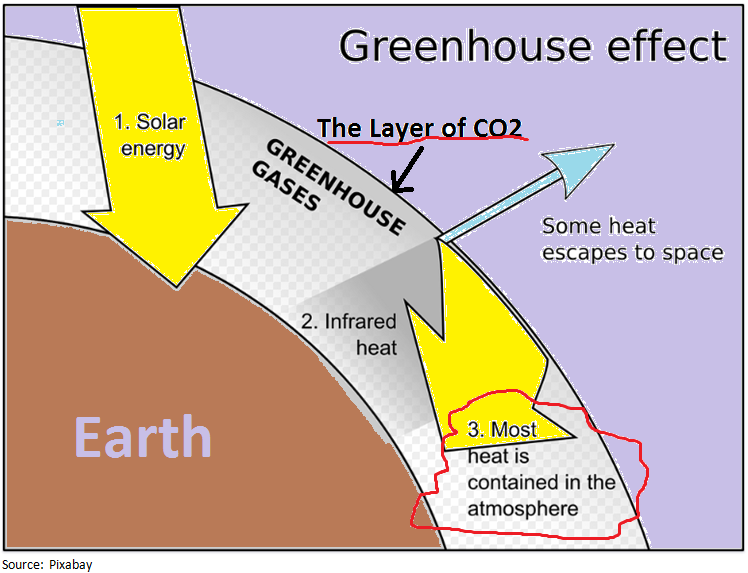 Greenhouse effect
1. Solar
energy
The Layer of CO2
GREENHOUSE
GASES
Some heat
escapes to space
2. Infrared
heat
3. Most
heat is
contained in the
atmosphere
Earth
Source: Pixabay